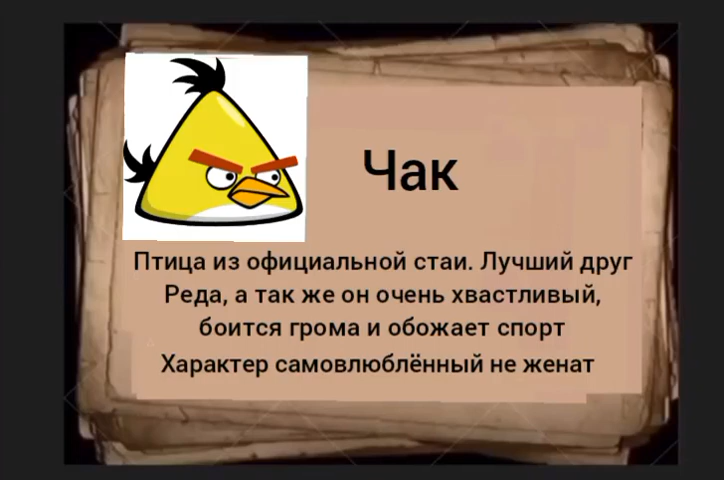 Чак
Птица из официальной стаи. Лучший друг
Реда, а так же он очень хвастливый,
боится грома и обожает спорт
Характер самовлюблённый не женат